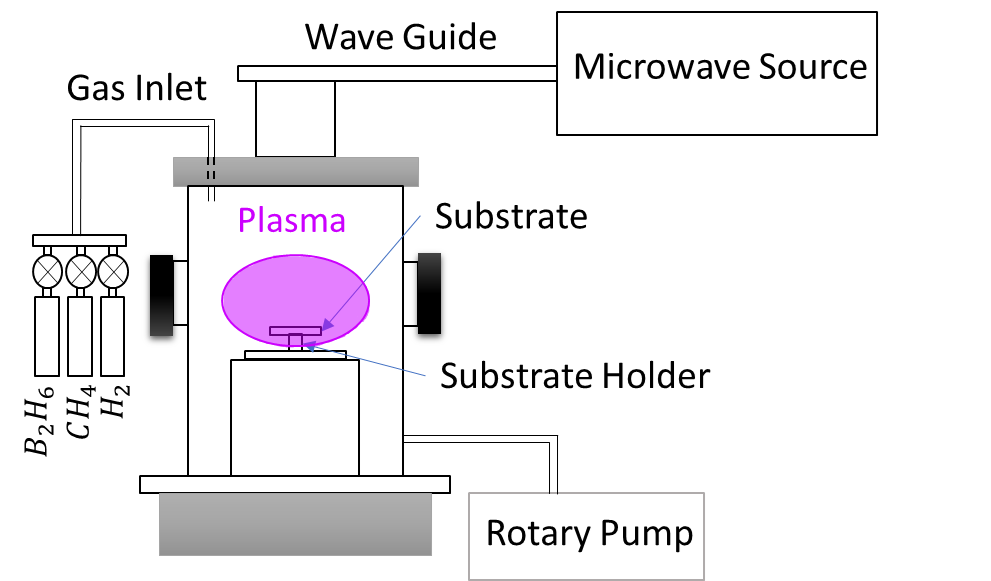 Wave Guide
Microwave Source
Gas Inlet
Plasma
Substrate
Substrate Holder
B₂H₆
CH₄
H₂
Rotary Pump